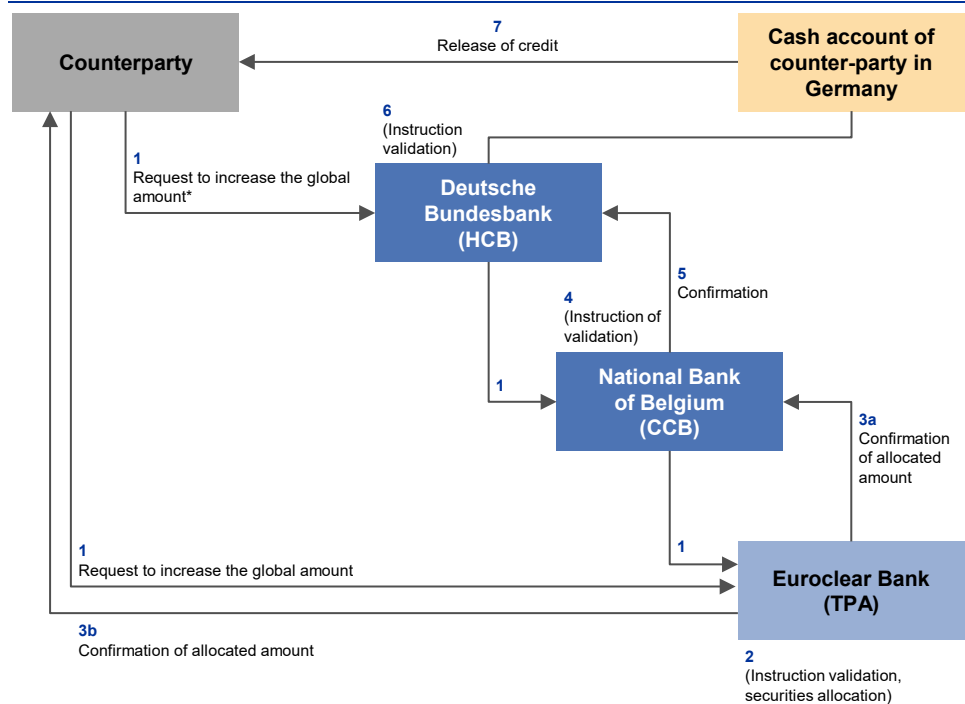 7
Release of credit
Counterparty
Cash account of
counter-party in
Germany
6
(Instruction
validation)
1
Request to increase the global
amount*
Deutsche
Bundesbank
(HCB)
5
Confirmation
4
(Instruction of
validation)
1
National Bank
of Belgium
(CCB)
3a
Confirmation
of allocated
amount
1
Request to increase the global amount
1
Euroclear Bank
(TPA)
3b
Confirmation of allocated amount
2
(Instruction validation,
securities allocation)